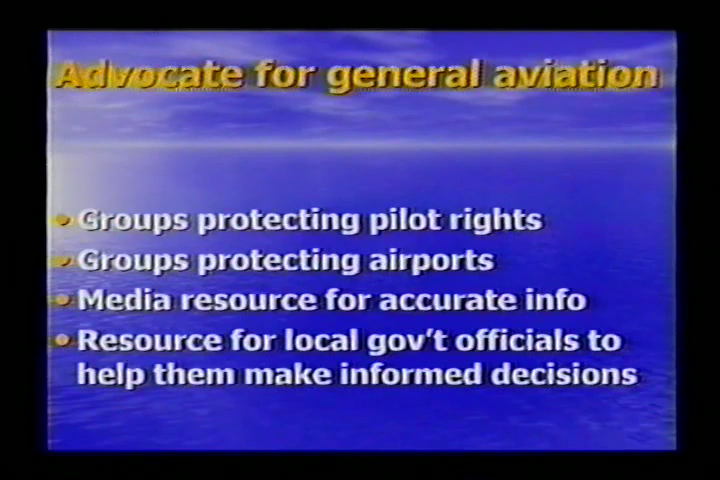 Advocate for general aviation
• Groups protecting pilot rights
• Groups protecting airports
• Media resource for accurate info
• Resource for local gov't officials to
help them make informed decisions